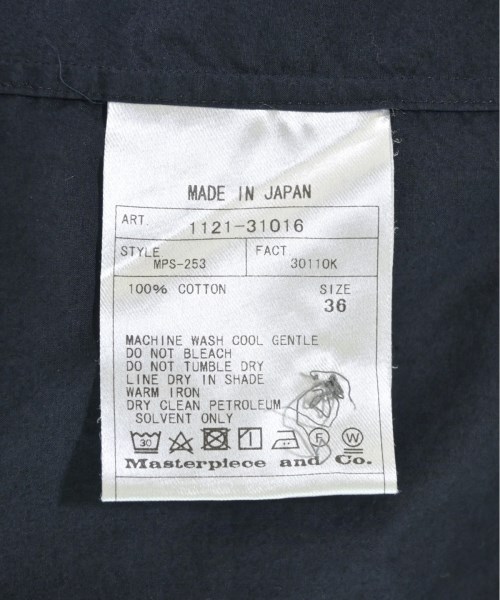 MADE IN JAPAN
ART. 1121-31016
STYLE FACT
MPS-253 30110K
100% COTTON SIZE
36
MACHINE WASH COOL GENTLE
DO NOT BLEACH
DO NOT TUMBLE DRY
LINE DRY IN SHADE
WARM IRON
DRY CLEAN PETROLEUM
SOLVENT ONLY
30 F W
Masterpiece and Co.